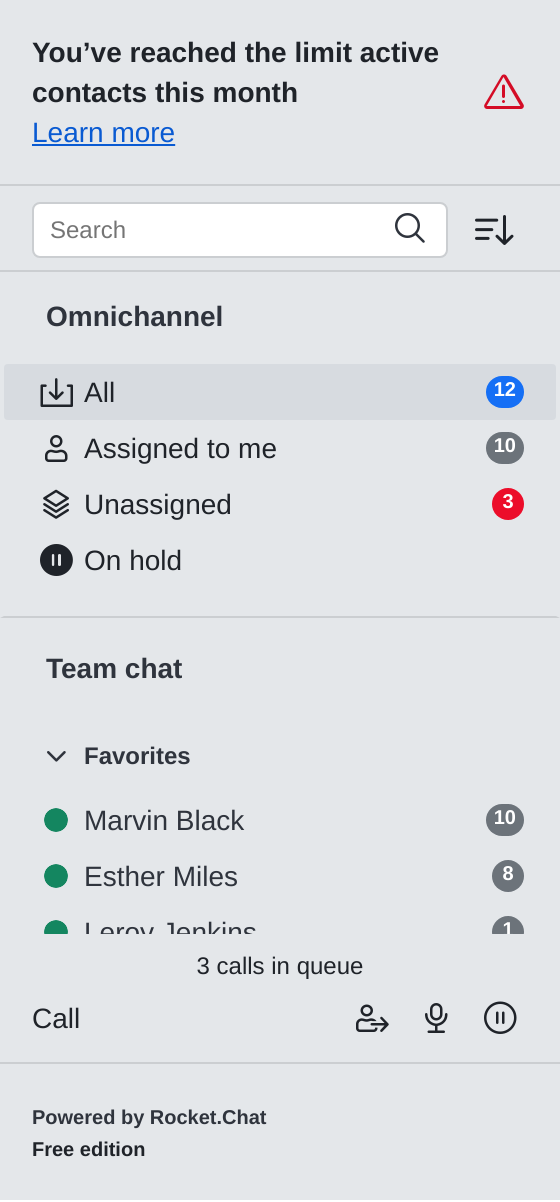 You’ve reached the limit active
contacts this month
Learn more
Search
Omnichannel
All 12
Assigned to me 10
Unassigned 3
On hold
Team chat
Favorites
Marvin Black 10
Esther Miles 8
Leroy Jenkins 1
3 calls in queue
Call
Powered by Rocket.Chat
Free edition